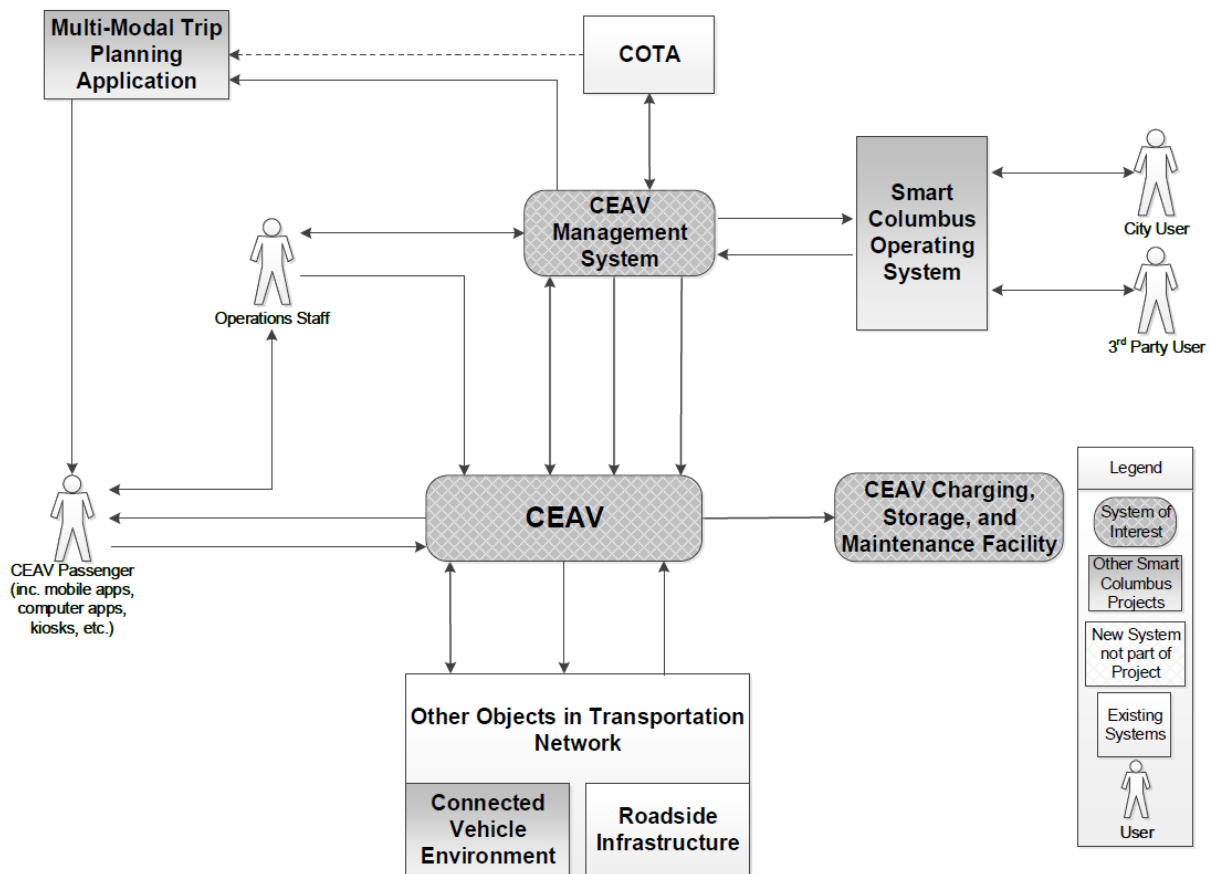 Multi-Modal Trip
Planning
Application
COTA
CEAV
Management
System
Smart
Columbus
Operating
System
City User
3rd Party User
Operations Staff
CEAV
CEAV Charging,
Storage, and
Maintenance Facility
CEAV Passenger
(inc. mobile apps,
computer apps,
kiosks, etc.)
Other Objects in Transportation
Network
Connected
Vehicle
Environment
Roadside
Infrastructure
Legend
System of
Interest
Other Smart
Columbus
Projects
New System
not part of
Project
Existing
Systems
User